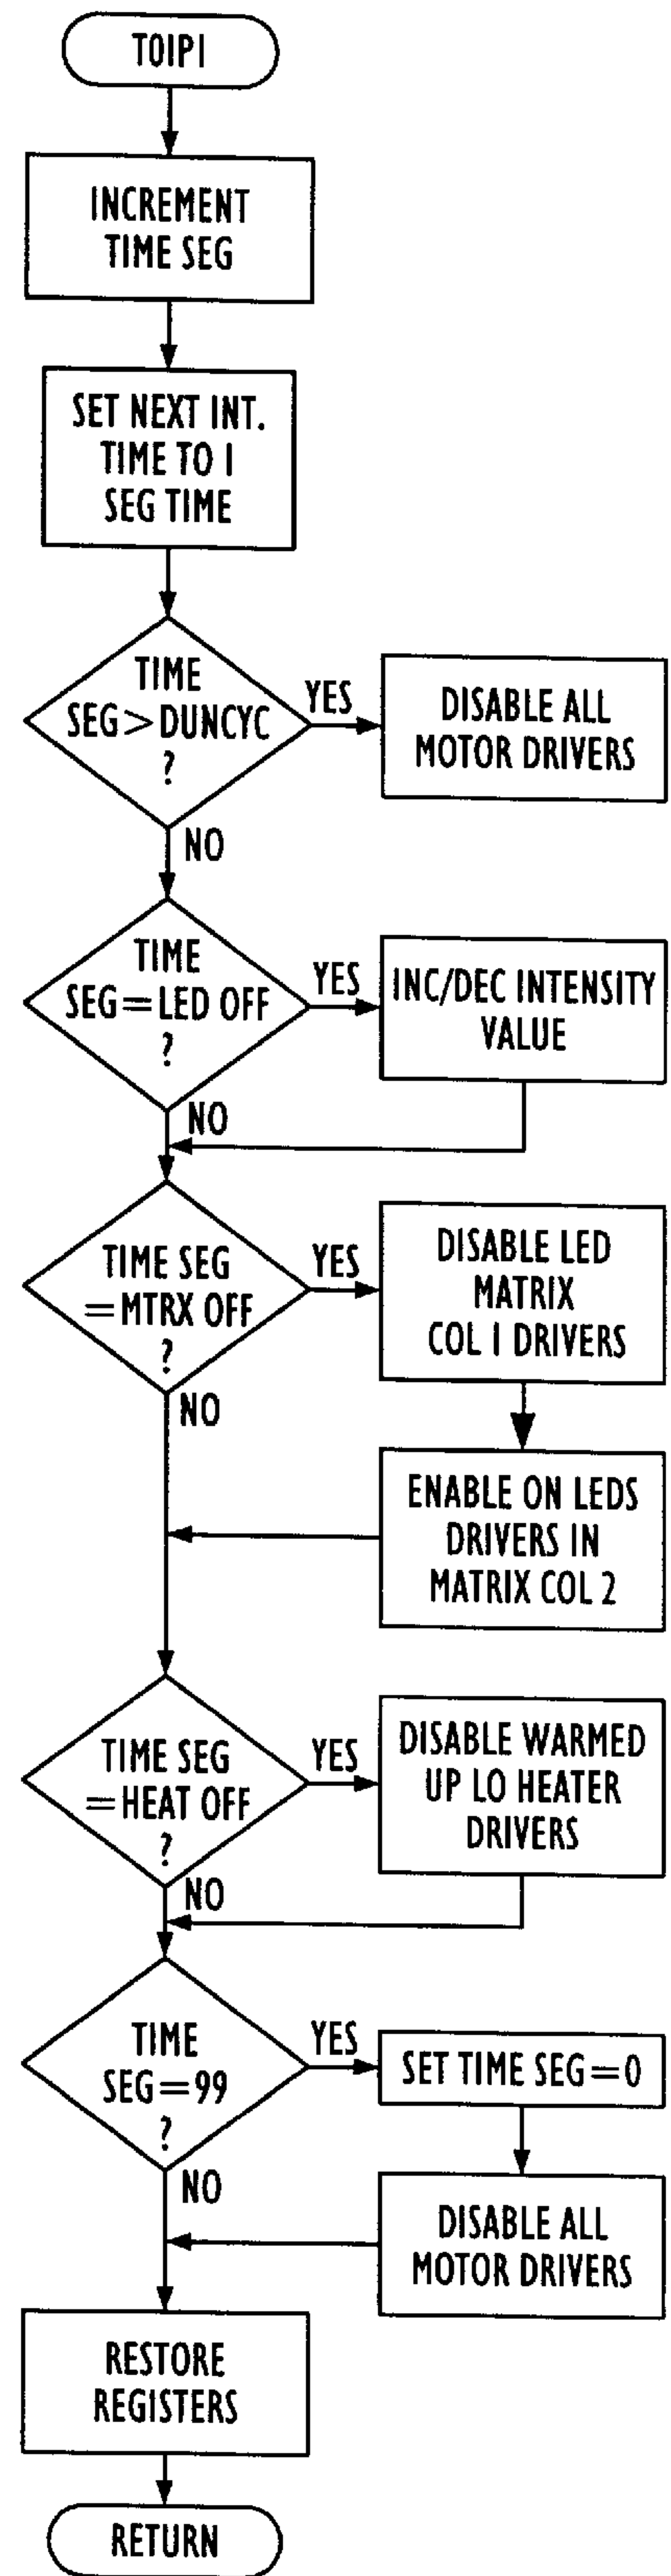 TOIPI
INCREMENT
TIME SEG
SET NEXT INT.
TIME TO I
SEG TIME
TIME
SEG>DUNCYC
?
YES
DISABLE ALL
MOTOR DRIVERS
NO
TIME
SEG=LED OFF
?
YES
INC/DEC INTENSITY
VALUE
NO
TIME SEG
=MTRX OFF
?
YES
DISABLE LED
MATRIX
COL I DRIVERS
NO
ENABLE ON LEDS
DRIVERS IN
MATRIX COL 2
TIME SEG
=HEAT OFF
?
YES
DISABLE WARMED
UP LO HEATER
DRIVERS
NO
TIME
SEG=99
?
YES
SET TIME SEG=0
NO
DISABLE ALL
MOTOR DRIVERS
RESTORE
REGISTERS
RETURN